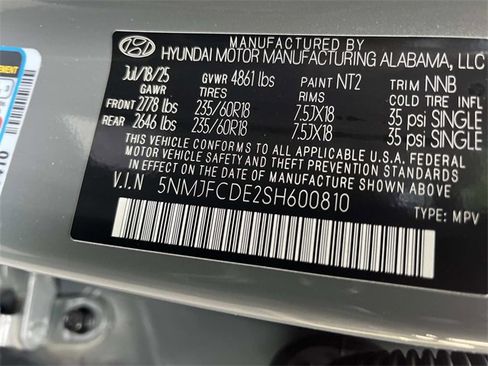 MANUFACTURED BY
HYUNDAI MOTOR MANUFACTURING ALABAMA, LLC
Jul/18/25 GVWR 4861 lbs PAINT NT2 TRIM NNB
GAWR TIRES RIMS COLD TIRE INFL
FRONT 2778 lbs 235/60R18 7.5JX18 35 psi SINGLE
REAR 2646 lbs 235/60R18 7.5JX18 35 psi SINGLE
THIS VEHICLE CONFORMS TO ALL APPLICABLE U.S.A. FEDERAL
MOTOR VEHICLE SAFETY, BUMPER, AND THEFT PREVENTION STANDARDS
IN EFFECT ON THE DATE OF MANUFACTURE SHOWN ABOVE.
V.I.N 5NMJFCDE2SH600810
TYPE: MPV